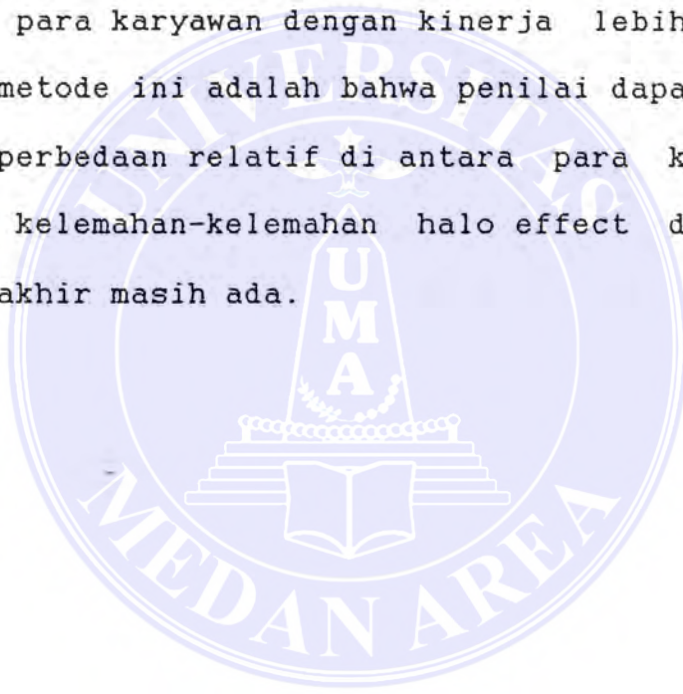 para karyawan dengan kinerja lebih
metode ini adalah bahwa penilai dapa
perbedaan relatif di antara para k
kelemahan-kelemahan halo effect d
akhir masih ada.
UNIVERSITAS
U
M
A
MEDAN AREA